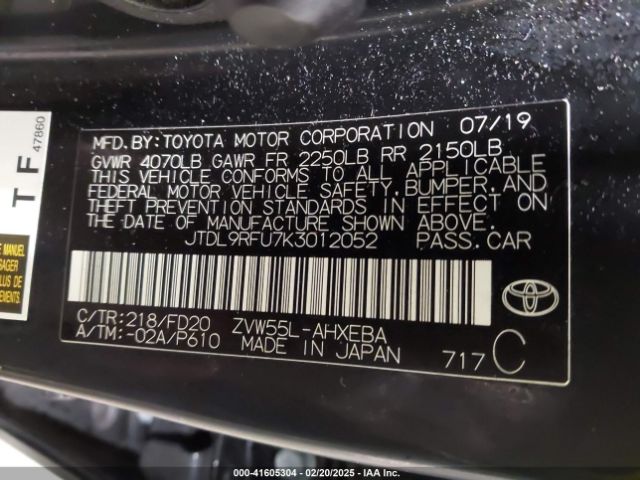 MFD. BY: TOYOTA MOTOR CORPORATION 07/19
GVWR 4070LB GAWR FR 2250LB RR 2150LB
THIS VEHICLE CONFORMS TO ALL APPLICABLE
FEDERAL MOTOR VEHICLE SAFETY, BUMPER, AND
THEFT PREVENTION STANDARDS IN EFFECT ON
THE DATE OF MANUFACTURE SHOWN ABOVE.
JTDL9RFU7K3012052 PASS. CAR
C/TR: 218/FD20 ZVW55L-AHXEBA
A/TM: -02A/P610 MADE IN JAPAN
717 C
T F
47860
MANUEL
000-41605304 | 02/20/2025 - IAA Inc.